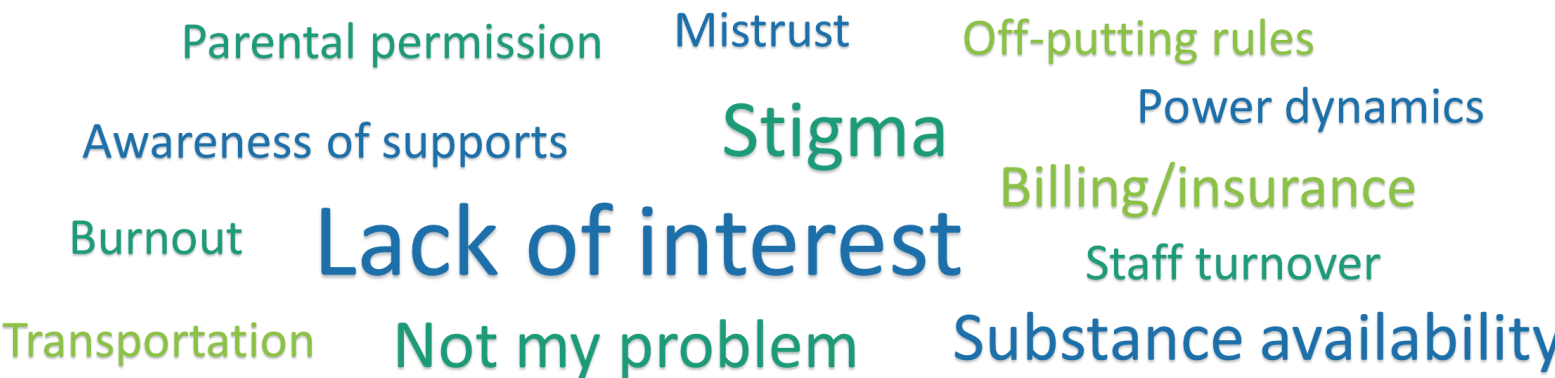 Parental permission
Mistrust
Off-putting rules
Awareness of supports
Stigma
Power dynamics
Billing/insurance
Burnout
Lack of interest
Staff turnover
Transportation
Not my problem
Substance availability